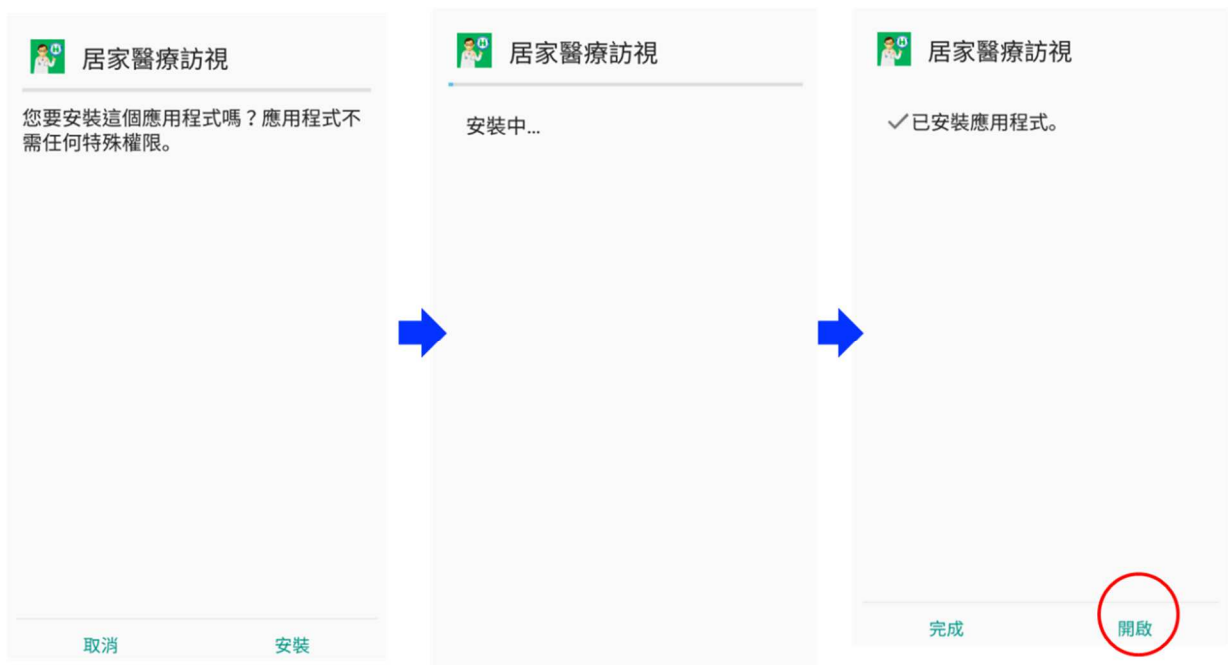 居家醫療訪視
您要安裝這個應用程式嗎？應用程式不
需任何特殊權限。
取消
安裝
居家醫療訪視
安裝中...
居家醫療訪視
✓已安裝應用程式。
完成
開啟